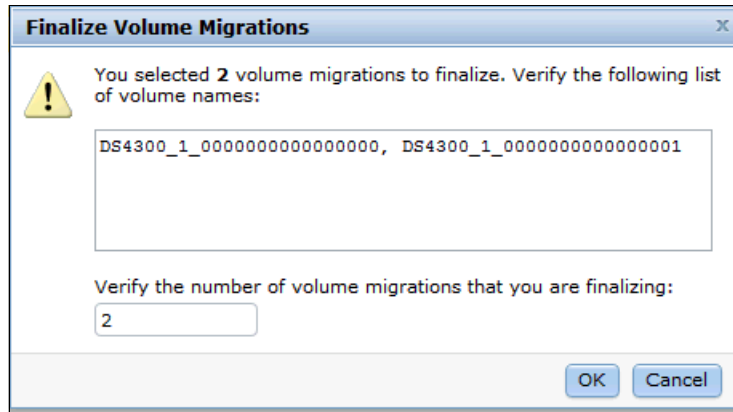 Finalize Volume Migrations x
You selected 2 volume migrations to finalize. Verify the following list
of volume names:
DS4300_1_0000000000000000, DS4300_1_0000000000000001
Verify the number of volume migrations that you are finalizing:
2
OK Cancel